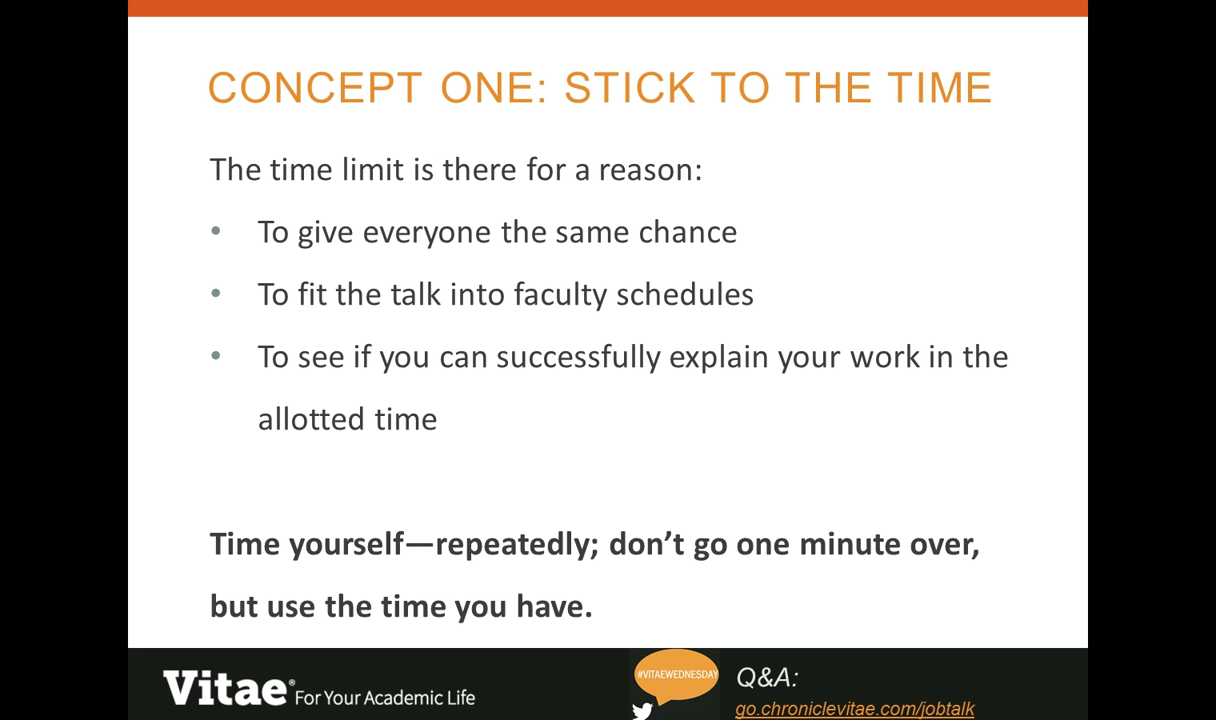 CONCEPT ONE: STICK TO THE TIME
The time limit is there for a reason:
• To give everyone the same chance
• To fit the talk into faculty schedules
• To see if you can successfully explain your work in the
allotted time
Time yourself—repeatedly; don’t go one minute over,
but use the time you have.
Vitae® For Your Academic Life
#VITAEWEDNESDAY
Q&A:
go.chroniclevitae.com/jobtalk